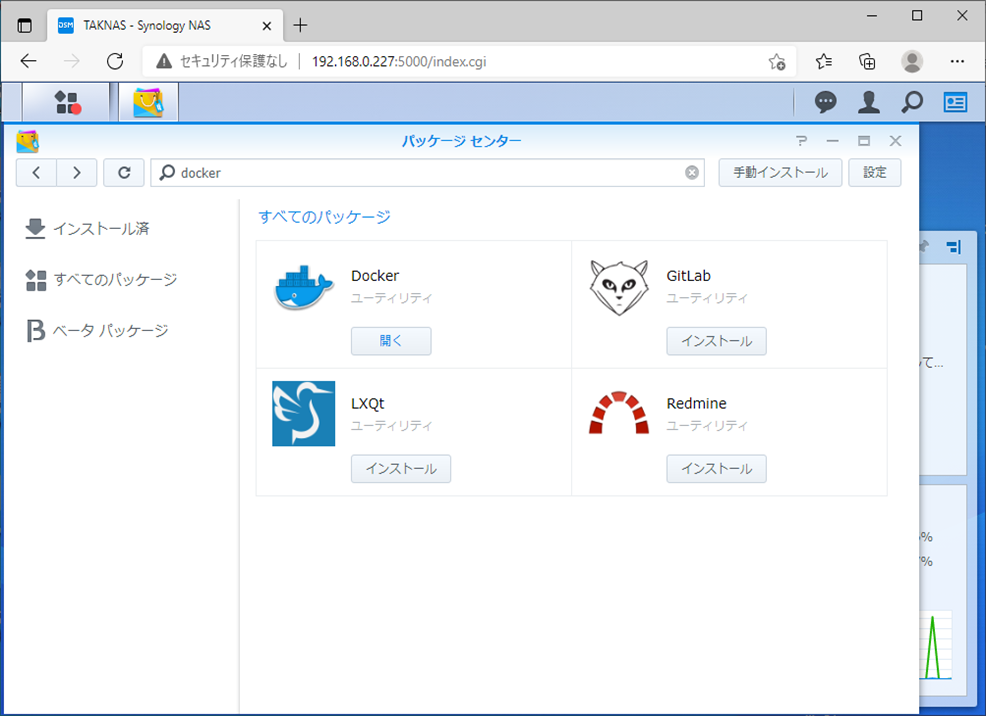 DSM TAKNAS - Synology NAS
セキュリティ保護なし 192.168.0.227:5000/index.cgi
パッケージ センター
docker
手動インストール
設定
インストール済
すべてのパッケージ
ベータ パッケージ
すべてのパッケージ
Docker
ユーティリティ
開く
GitLab
ユーティリティ
インストール
LXQt
ユーティリティ
インストール
Redmine
ユーティリティ
インストール
て...
%
%